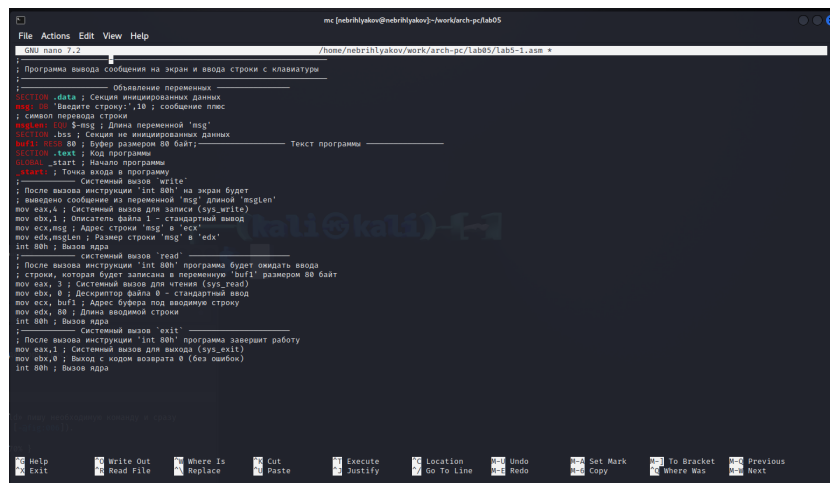 mc [nebrihlyakov@nebrihlyakov]:~/work/arch-pc/lab05
File Actions Edit View Help
GNU nano 7.2 /home/nebrihlyakov/work/arch-pc/lab05/lab5-1.asm *
;——————————————————————
; Программа вывода сообщения на экран и ввода строки с клавиатуры
;——————————————————————
;—————— Объявление переменных ——————
SECTION .data ; Секция инициированных данных
msg: DB 'Введите строку:',10 ; сообщение плюс
; символ перевода строки
msgLen: EQU $-msg ; Длина переменной 'msg'
SECTION .bss ; Секция не инициированных данных
buf1: RESB 80 ; Буфер размером 80 байт;—————— Текст программы ——————
SECTION .text ; Код программы
GLOBAL _start ; Начало программы
_start: ; Точка входа в программу
;—————— Системный вызов `write`
; После вызова инструкции 'int 80h' на экран будет
; выведено сообщение из переменной 'msg' длиной 'msgLen'
mov eax,4 ; Системный вызов для записи (sys_write)
mov ebx,1 ; Описатель файла 1 - стандартный вывод
mov ecx,msg ; Адрес строки 'msg' в 'ecx'
mov edx,msgLen ; Размер строки 'msg' в 'edx'
int 80h ; Вызов ядра
;—————— системный вызов `read` ——————
; После вызова инструкции 'int 80h' программа будет ожидать ввода
; строки, которая будет записана в переменную 'buf1' размером 80 байт
mov eax, 3 ; Системный вызов для чтения (sys_read)
mov ebx, 0 ; Дескриптор файла 0 - стандартный ввод
mov ecx, buf1 ; Адрес буфера под вводимую строку
mov edx, 80 ; Длина вводимой строки
int 80h ; Вызов ядра
;—————— Системный вызов `exit` ——————
; После вызова инструкции 'int 80h' программа завершит работу
mov eax,1 ; Системный вызов для выхода (sys_exit)
mov ebx,0 ; Выход с кодом возврата 0 (без ошибок)
int 80h ; Вызов ядра
(kali㉿kali)-[~]
^G Help ^O Write Out ^W Where Is ^K Cut ^T Execute ^C Location M-U Undo M-A Set Mark M-] To Bracket M-Q Previous
^X Exit ^R Read File ^\ Replace ^U Paste ^J Justify ^/ Go To Line M-E Redo M-6 Copy ^Q Where Was M-W Next